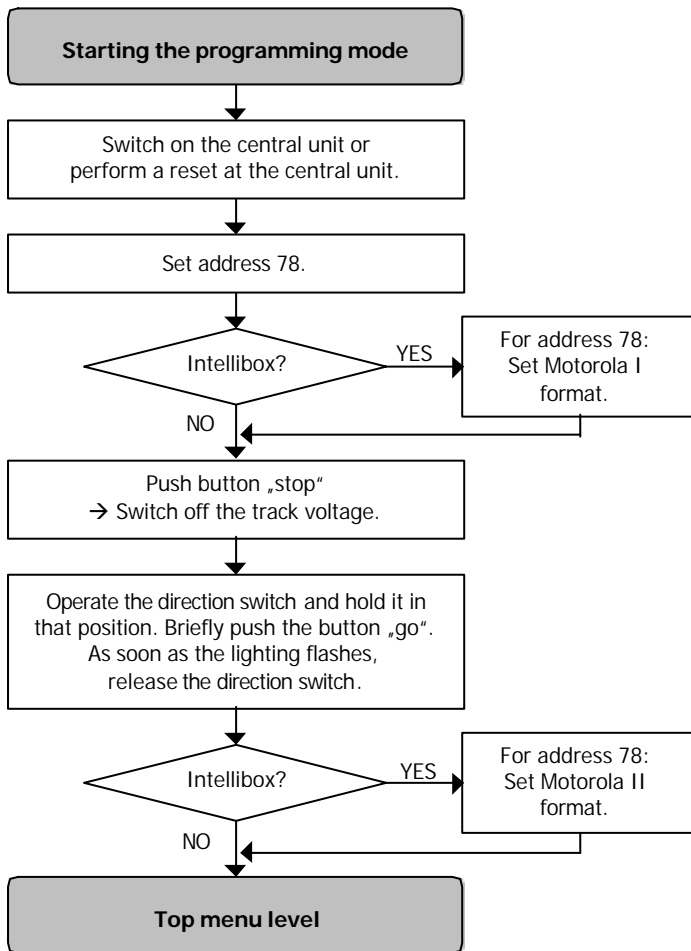 Starting the programming mode
Switch on the central unit or
perform a reset at the central unit.
Set address 78.
Intellibox?
YES
For address 78:
Set Motorola I
format.
NO
Push button „stop“
→ Switch off the track voltage.
Operate the direction switch and hold it in
that position. Briefly push the button „go“.
As soon as the lighting flashes,
release the direction switch.
Intellibox?
YES
For address 78:
Set Motorola II
format.
NO
Top menu level